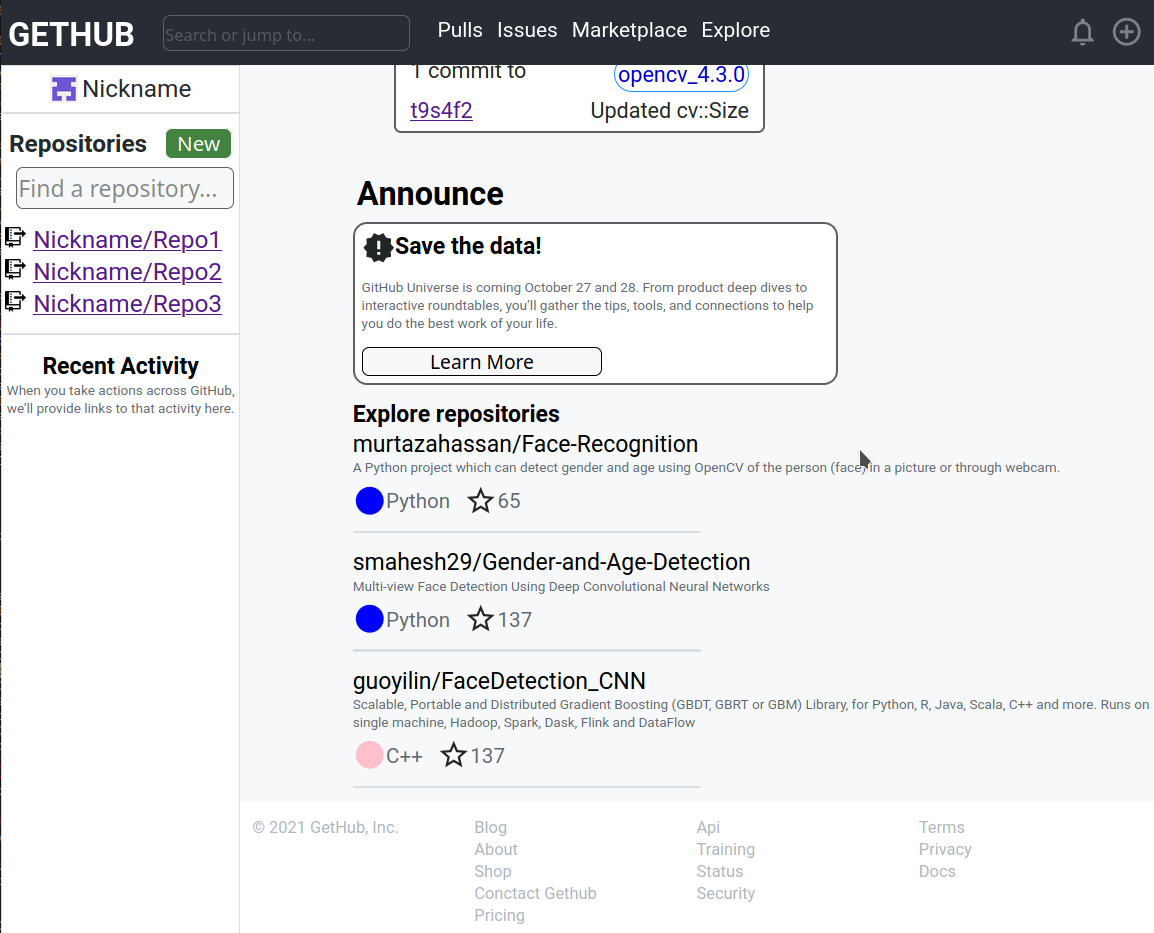 GETHUB
Search or jump to...
Pulls Issues Marketplace Explore
Nickname
Repositories New
Find a repository...
Nickname/Repo1
Nickname/Repo2
Nickname/Repo3
Recent Activity
When you take actions across GitHub,
we'll provide links to that activity here.
1 commit to opencv_4.3.0
t9s4f2 Updated cv::Size
Announce
Save the data!
GitHub Universe is coming October 27 and 28. From product deep dives to
interactive roundtables, you'll gather the tips, tools, and connections to help
you do the best work of your life.
Learn More
Explore repositories
murtazahassan/Face-Recognition
A Python project which can detect gender and age using OpenCV of the person (face) in a picture or through webcam.
Python 65
smahesh29/Gender-and-Age-Detection
Multi-view Face Detection Using Deep Convolutional Neural Networks
Python 137
guoyilin/FaceDetection_CNN
Scalable, Portable and Distributed Gradient Boosting (GBDT, GBRT or GBM) Library, for Python, R, Java, Scala, C++ and more. Runs on
single machine, Hadoop, Spark, Dask, Flink and DataFlow
C++ 137
© 2021 GetHub, Inc.
Blog
About
Shop
Conctact Gethub
Pricing
Api
Training
Status
Security
Terms
Privacy
Docs